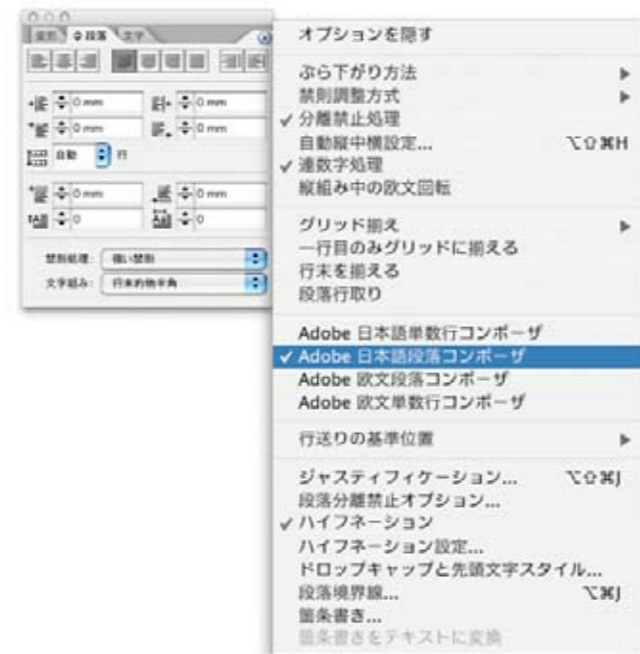 変形 段落 文字
0 mm 0 mm
0 mm 0 mm
自動 行
0 mm 0 mm
0 0
禁則処理: 強い禁則
文字組み: 行末約物半角
オプションを隠す
ぶら下がり方法
禁則調整方式
✓ 分離禁止処理
自動縦中横設定... ⌥⇧⌘H
✓ 連数字処理
縦組み中の欧文回転
グリッド揃え
一行目のみグリッドに揃える
行末を揃える
段落行取り
Adobe 日本語単数行コンポーザ
✓ Adobe 日本語段落コンポーザ
Adobe 欧文段落コンポーザ
Adobe 欧文単数行コンポーザ
行送りの基準位置
ジャスティフィケーション... ⌥⇧⌘J
段落分離禁止オプション...
✓ ハイフネーション
ハイフネーション設定...
ドロップキャップと先頭文字スタイル...
段落境界線... ⌥⌘J
箇条書き...
箇条書きをテキストに変換